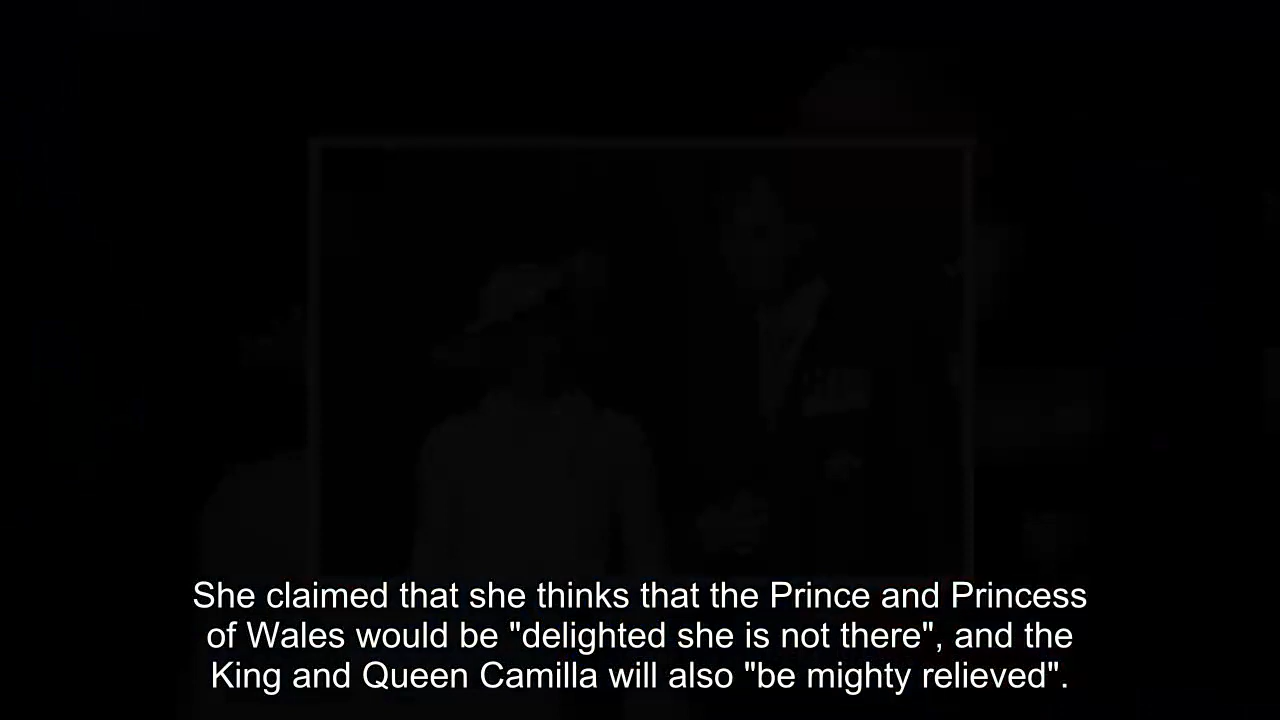 She claimed that she thinks that the Prince and Princess
of Wales would be "delighted she is not there", and the
King and Queen Camilla will also "be mighty relieved".